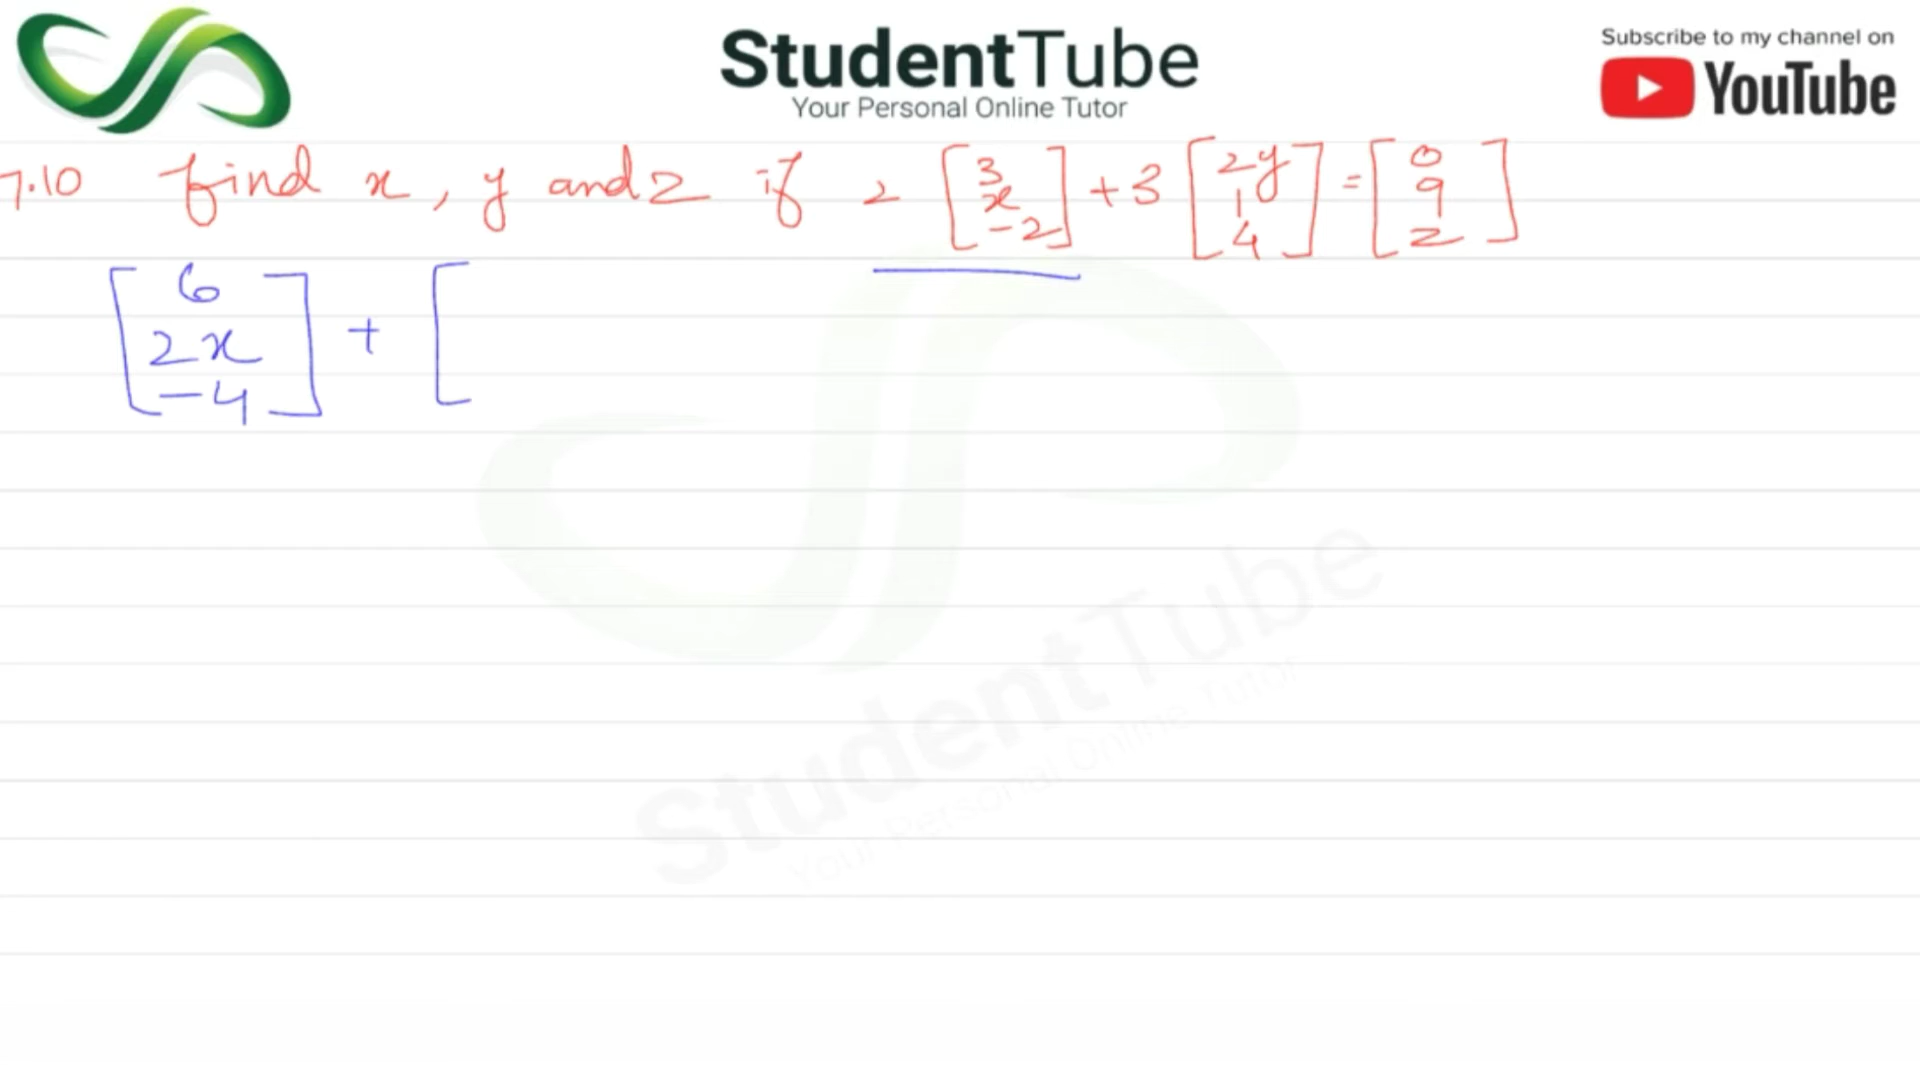 StudentTube
Your Personal Online Tutor
Subscribe to my channel on
YouTube
7.10 find x, y and z if 2 [3 x -2] + 3 [2y 1 4] = [0 9 z]
[6 2x -4] + [
StudentTube
Your Personal Online Tutor